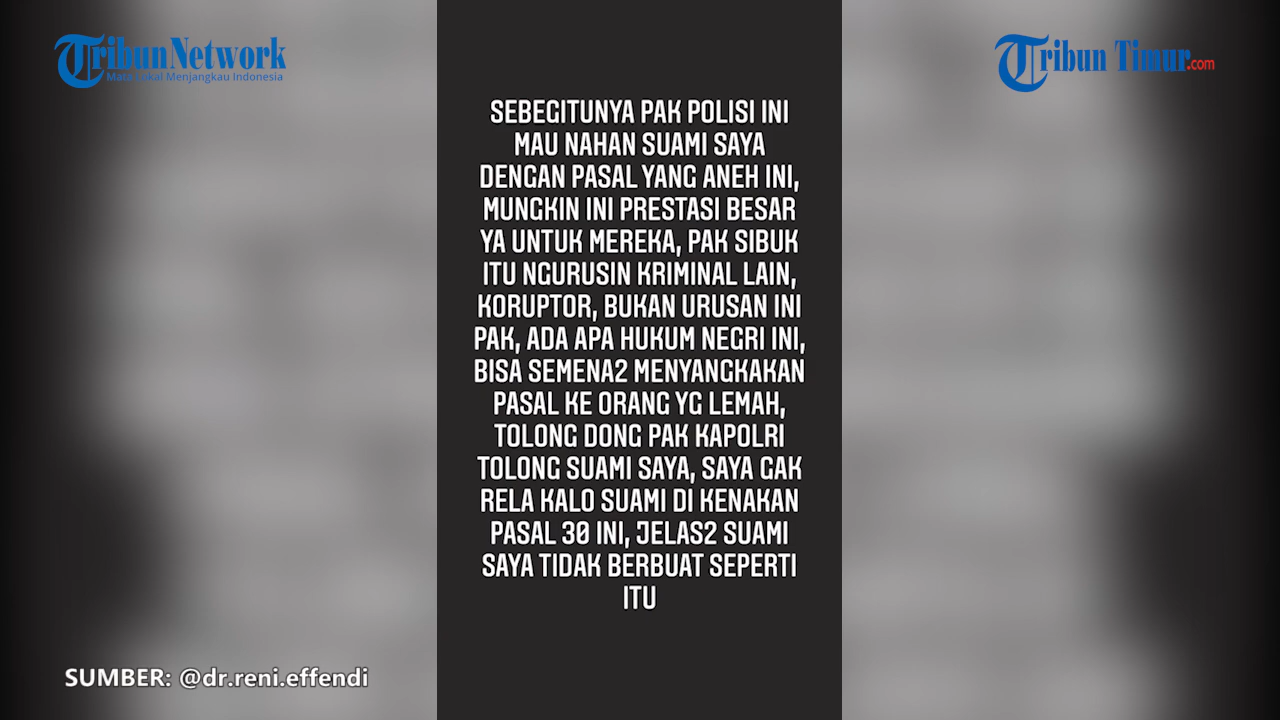 TribunNetwork
Mata Lokal Menjangkau Indonesia
Tribun Timur.com
SEBEGITUNYA PAK POLISI INI
MAU NAHAN SUAMI SAYA
DENGAN PASAL YANG ANEH INI,
MUNGKIN INI PRESTASI BESAR
YA UNTUK MEREKA, PAK SIBUK
ITU NGURUSIN KRIMINAL LAIN,
KORUPTOR, BUKAN URUSAN INI
PAK, ADA APA HUKUM NEGRI INI,
BISA SEMENA2 MENYANGKAKAN
PASAL KE ORANG YG LEMAH,
TOLONG DONG PAK KAPOLRI
TOLONG SUAMI SAYA, SAYA GAK
RELA KALO SUAMI DI KENAKAN
PASAL 30 INI, JELAS2 SUAMI
SAYA TIDAK BERBUAT SEPERTI
ITU
SUMBER: @dr.reni.effendi